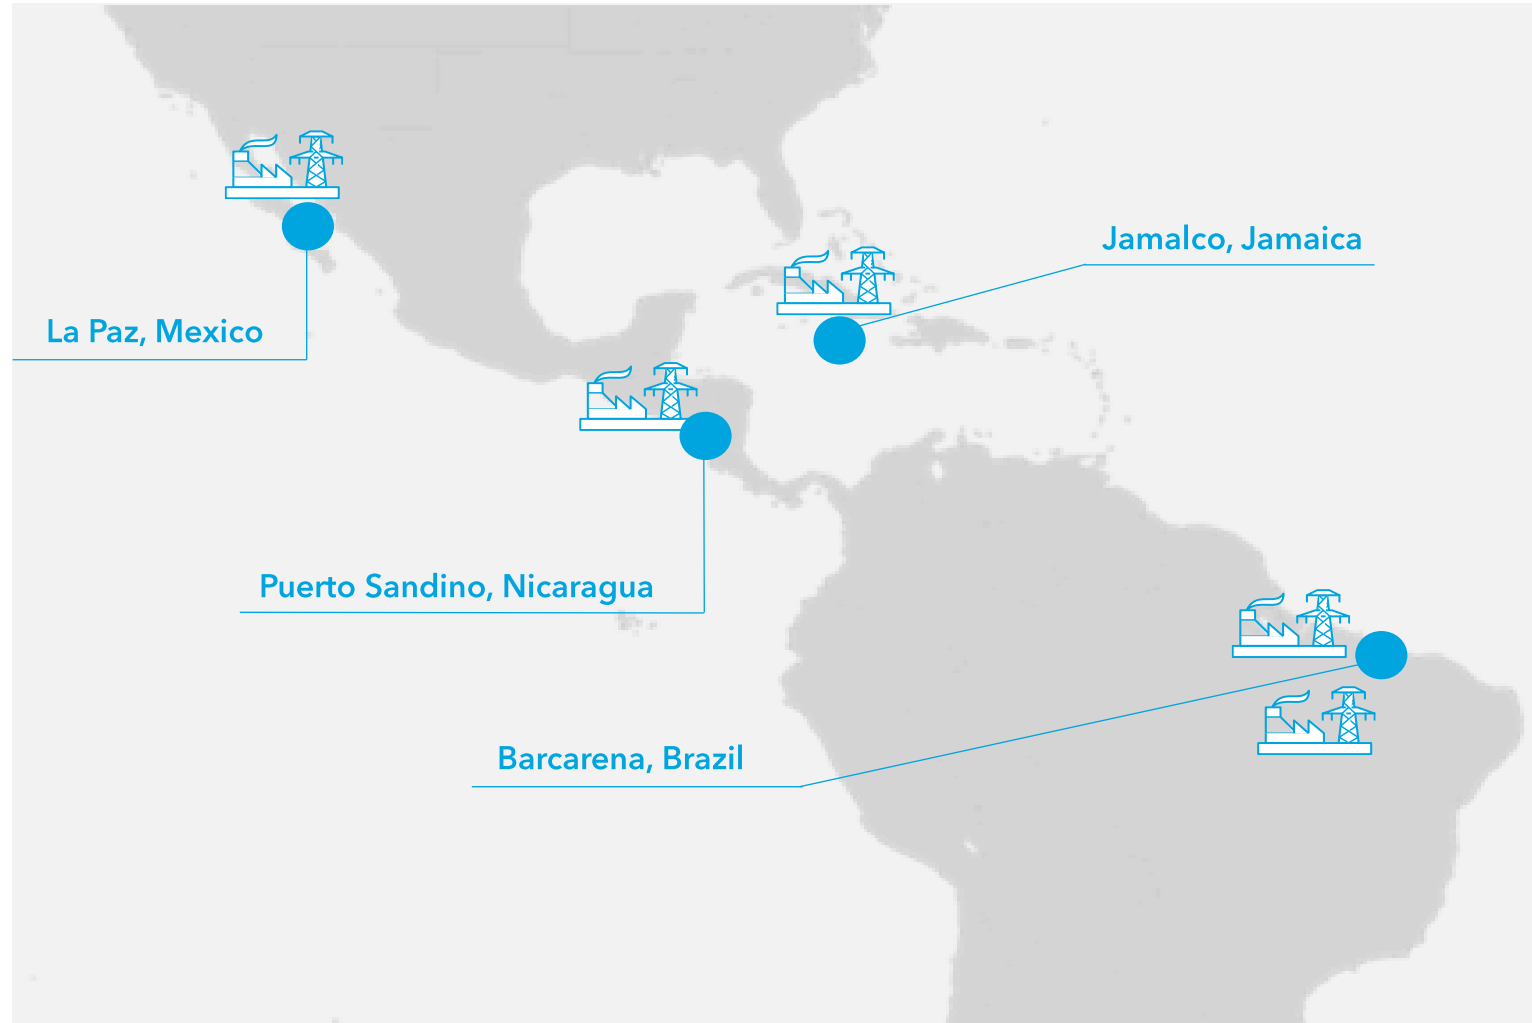 Jamalco, Jamaica
La Paz, Mexico
Puerto Sandino, Nicaragua
Barcarena, Brazil